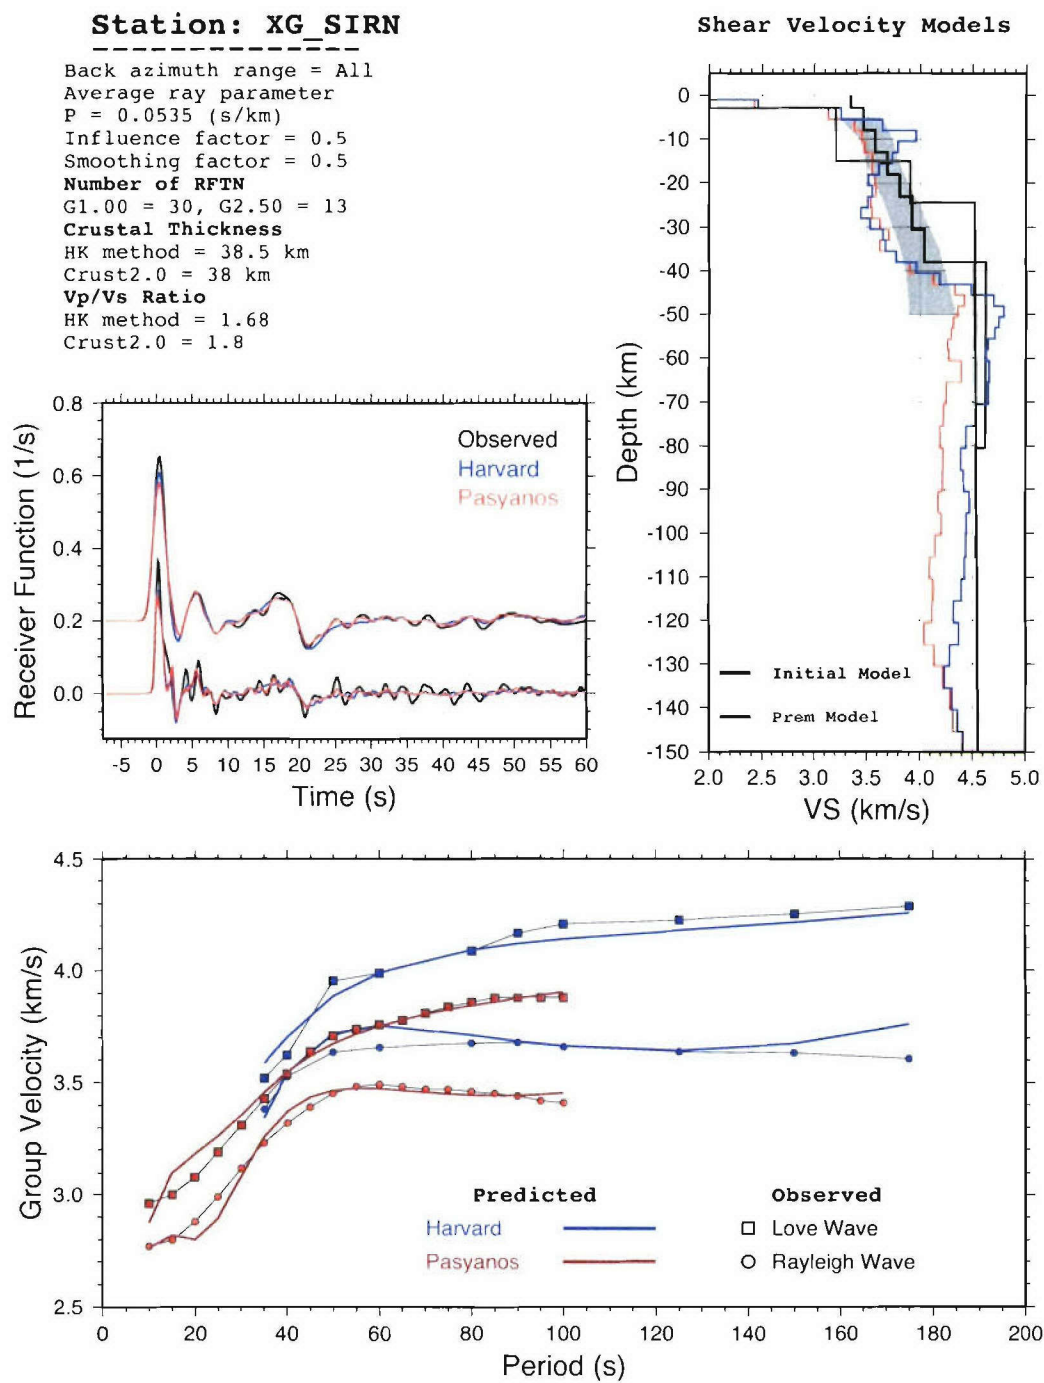 Station: XG_SIRN
Back azimuth range = All
Average ray parameter
P = 0.0535 (s/km)
Influence factor = 0.5
Smoothing factor = 0.5
Number of RFTN
G1.00 = 30, G2.50 = 13
Crustal Thickness
HK method = 38.5 km
Crust2.0 = 38 km
Vp/Vs Ratio
HK method = 1.68
Crust2.0 = 1.8
Shear Velocity Models
0
-10
-20
-30
-40
-50
-60
-70
-80
-90
-100
-110
-120
-130
-140
-150
Depth (km)
Initial Model
Prem Model
2.0 2.5 3.0 3.5 4.0 4.5 5.0
VS (km/s)
0.8
0.6
0.4
0.2
0.0
Receiver Function (1/s)
Observed
Harvard
Pasyanos
-5 0 5 10 15 20 25 30 35 40 45 50 55 60
Time (s)
4.5
4.0
3.5
3.0
2.5
Group Velocity (km/s)
Predicted Observed
Harvard Love Wave
Pasyanos Rayleigh Wave
0 20 40 60 80 100 120 140 160 180 200
Period (s)